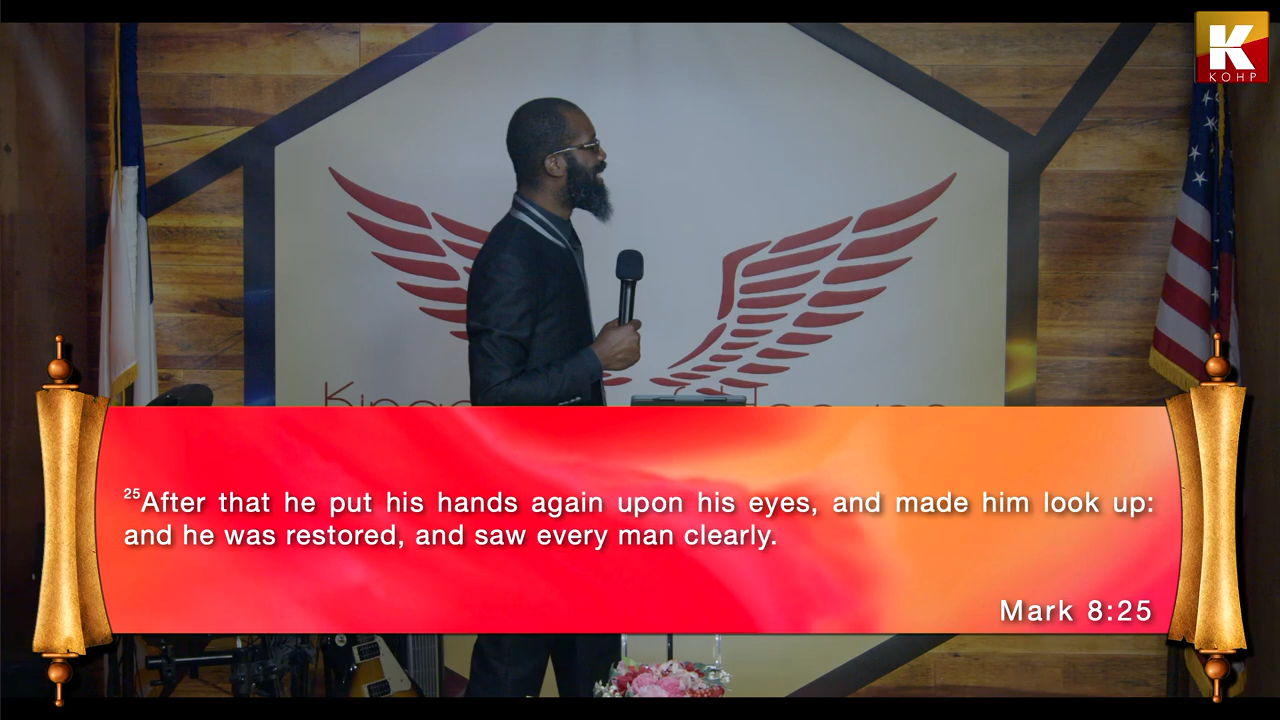 K
KOHP
25After that he put his hands again upon his eyes, and made him look up:
and he was restored, and saw every man clearly.
Mark 8:25